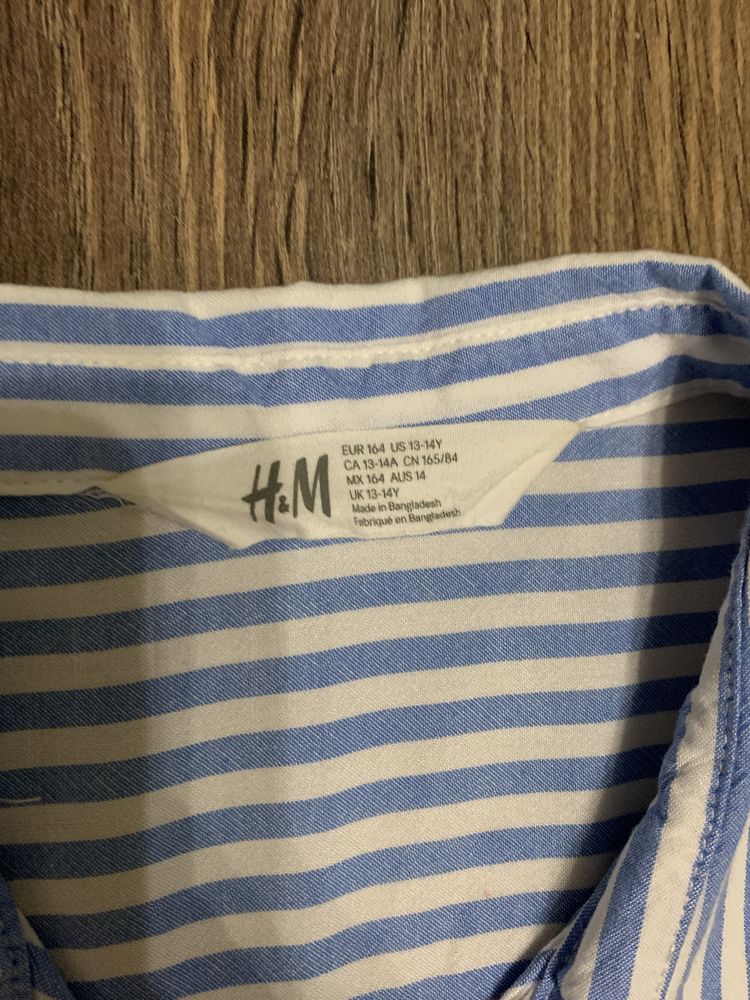 H&M
EUR 164 US 13-14Y
CA 13-14A CN 165/84
MX 164 AUS 14
UK 13-14Y
Made in Bangladesh
Fabriqué en Bangladesh